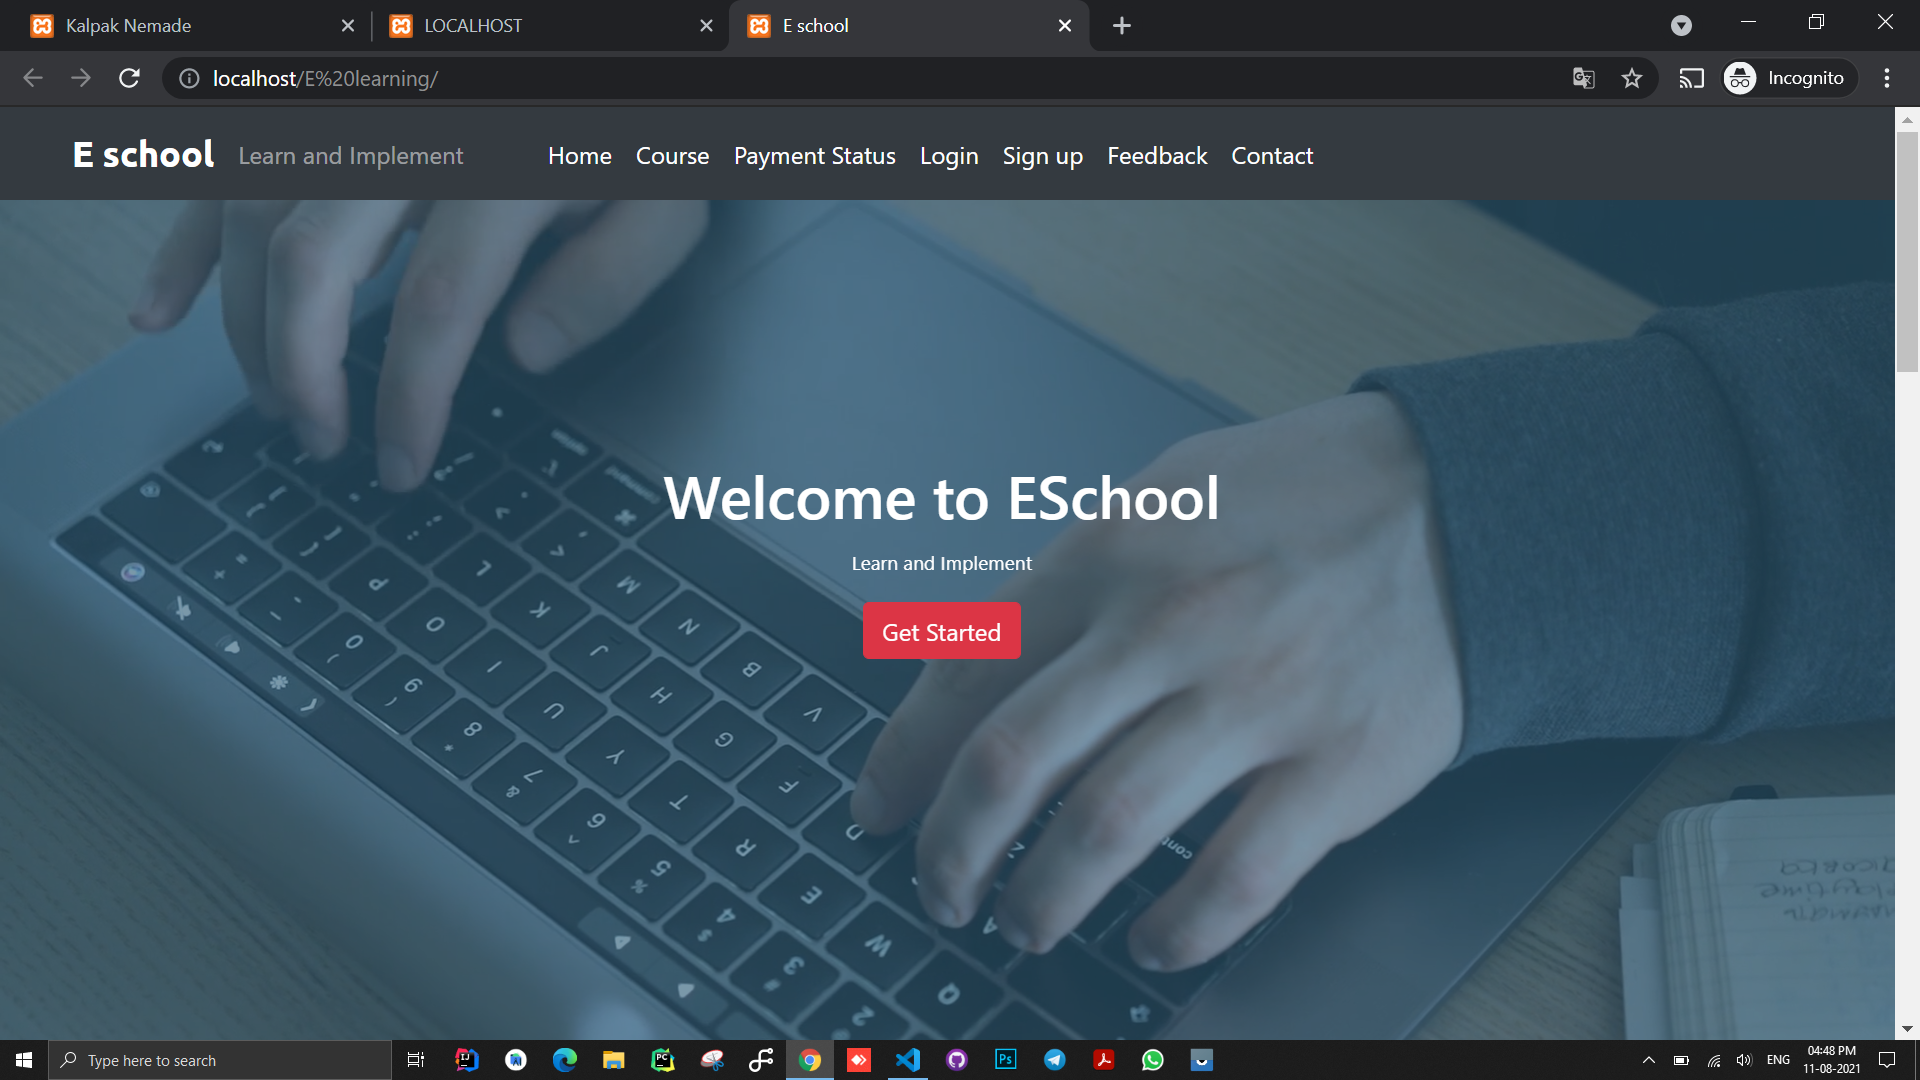 Kalpak Nemade
LOCALHOST
E school
localhost/E%20learning/
Incognito
E school Learn and Implement Home Course Payment Status Login Sign up Feedback Contact
Welcome to ESchool
Learn and Implement
Get Started
Type here to search
ENG
04:48 PM
11-08-2021